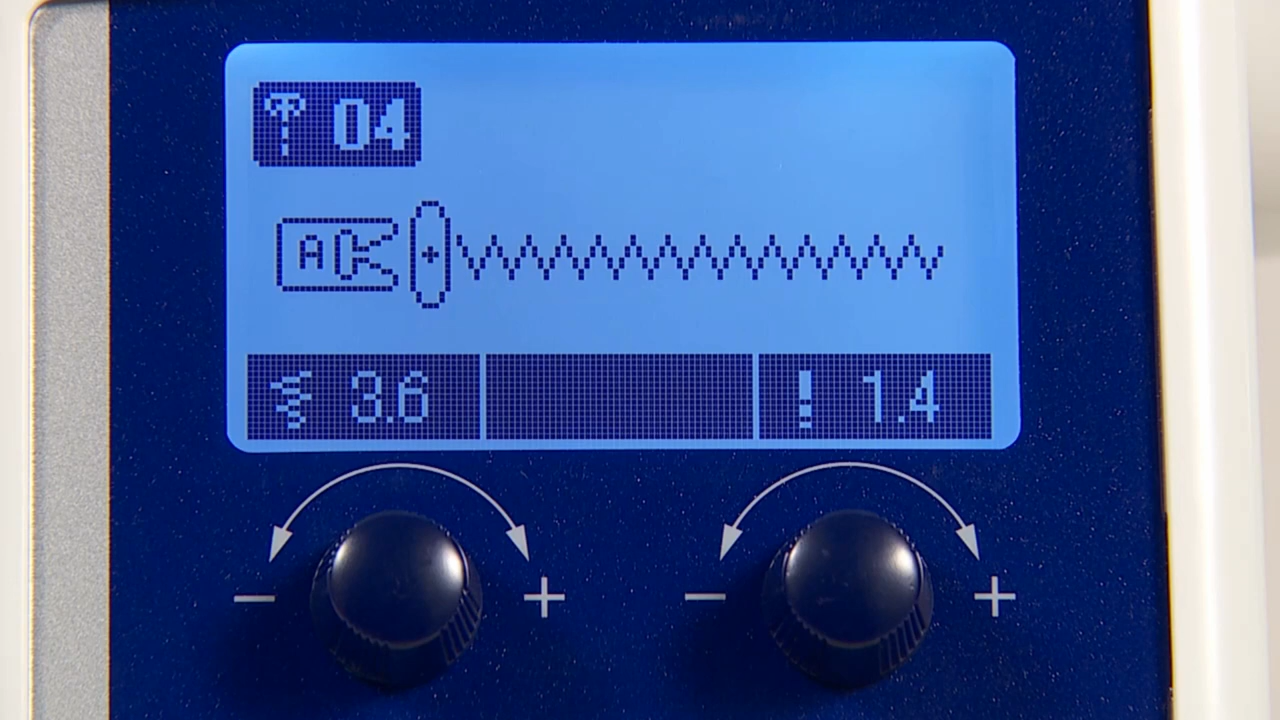 04
A +
3.6 1.4
− + − +